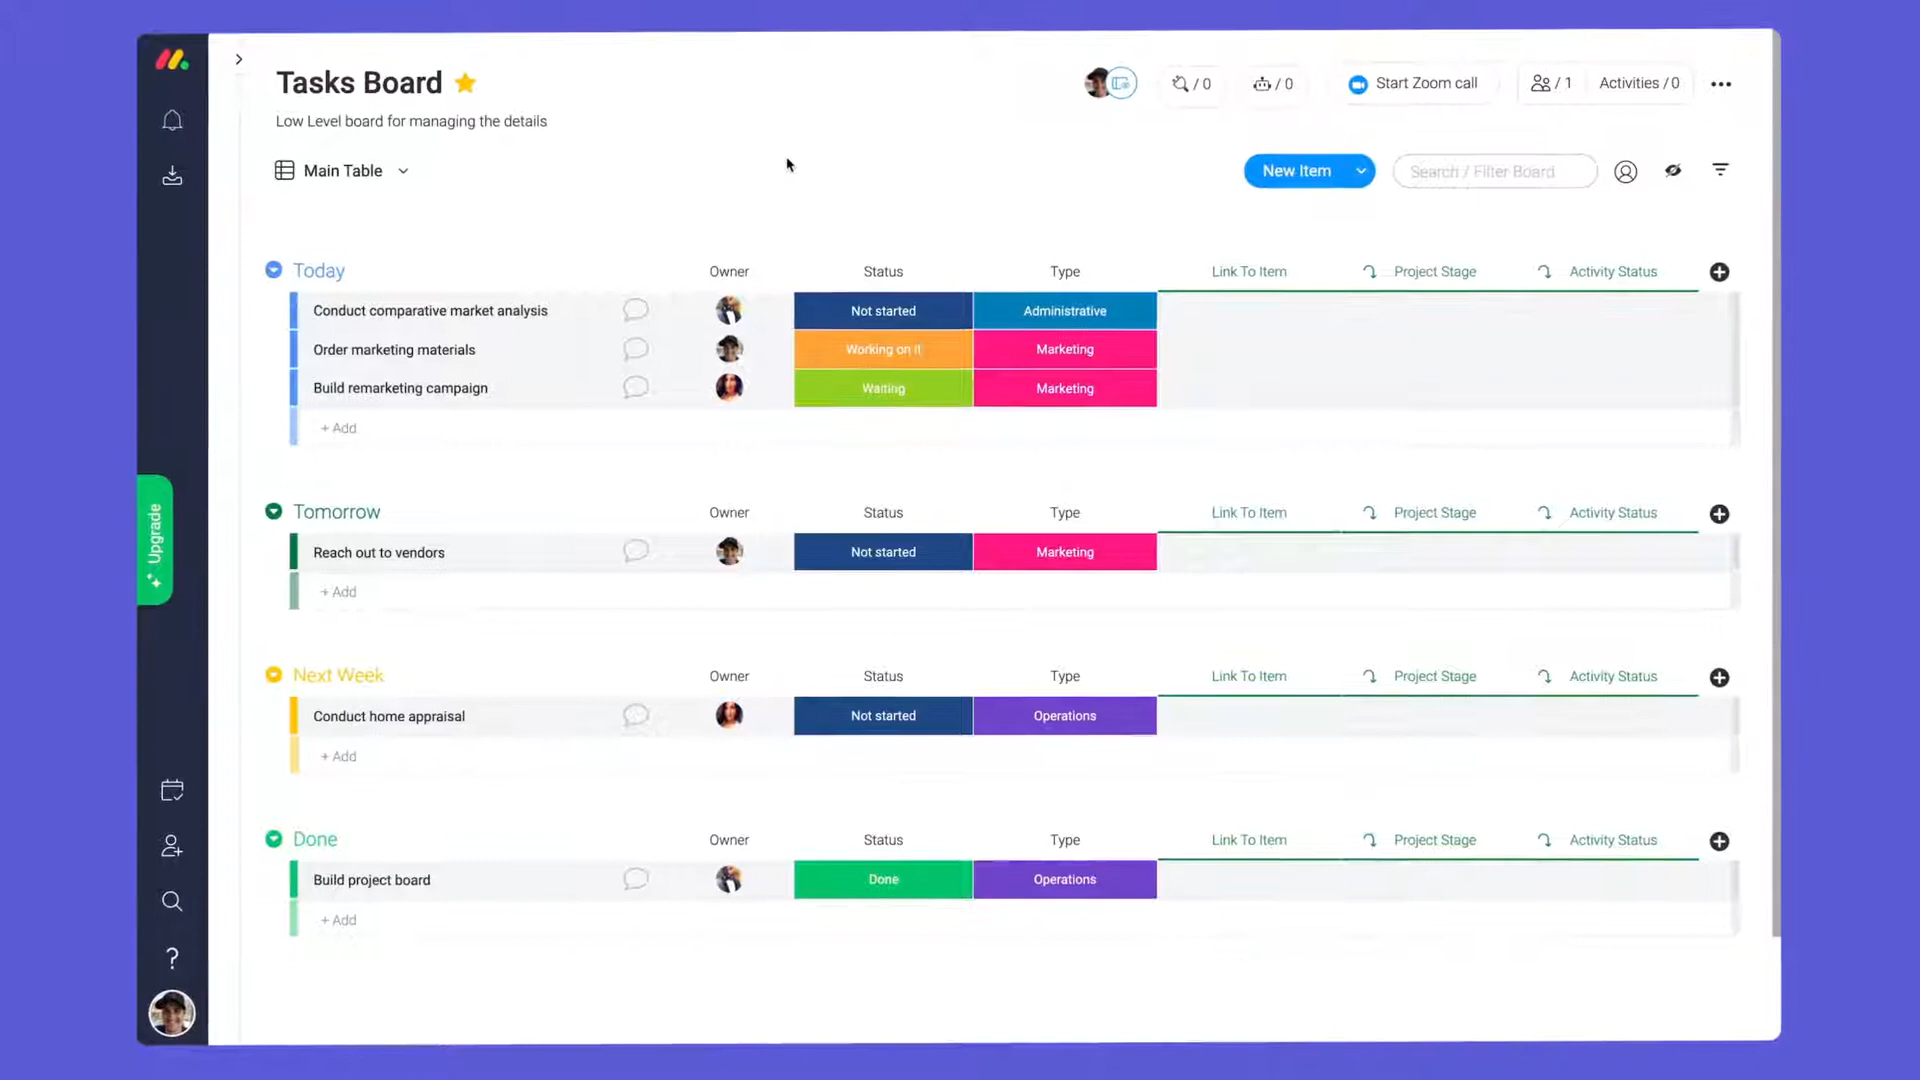 Tasks Board
/ 0
/ 0
Start Zoom call
/ 1
Activities / 0
Low Level board for managing the details
Main Table
New Item
Search / Filter Board
Today
Owner
Status
Type
Link To Item
Project Stage
Activity Status
Conduct comparative market analysis
Not started
Administrative
Order marketing materials
Working on it
Marketing
Build remarketing campaign
Waiting
Marketing
+ Add
Upgrade
Tomorrow
Owner
Status
Type
Link To Item
Project Stage
Activity Status
Reach out to vendors
Not started
Marketing
+ Add
Next Week
Owner
Status
Type
Link To Item
Project Stage
Activity Status
Conduct home appraisal
Not started
Operations
+ Add
Done
Owner
Status
Type
Link To Item
Project Stage
Activity Status
Build project board
Done
Operations
+ Add
?